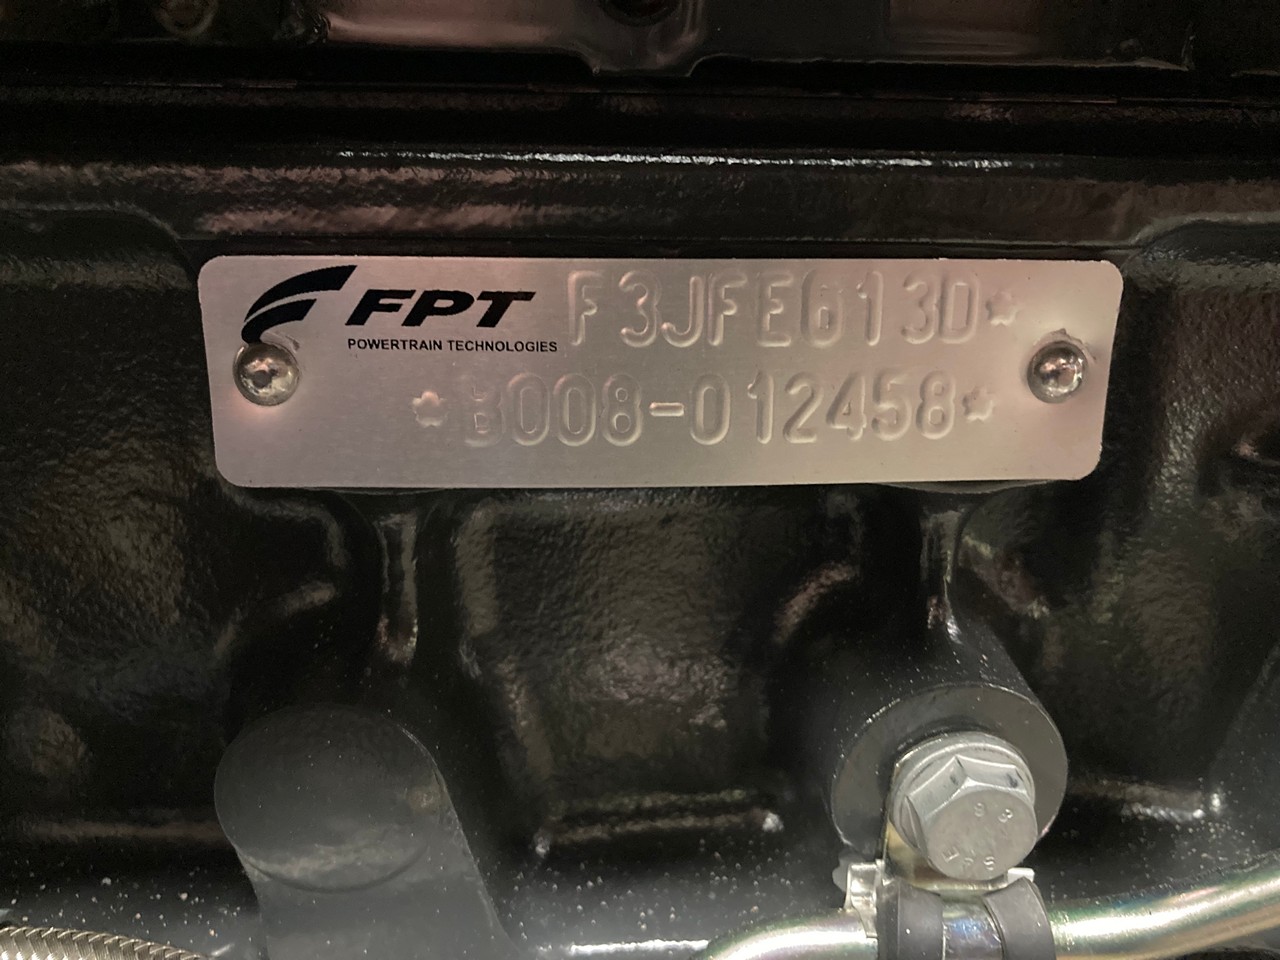 FPT F3JFE613D*
POWERTRAIN TECHNOLOGIES
*B008-012458*